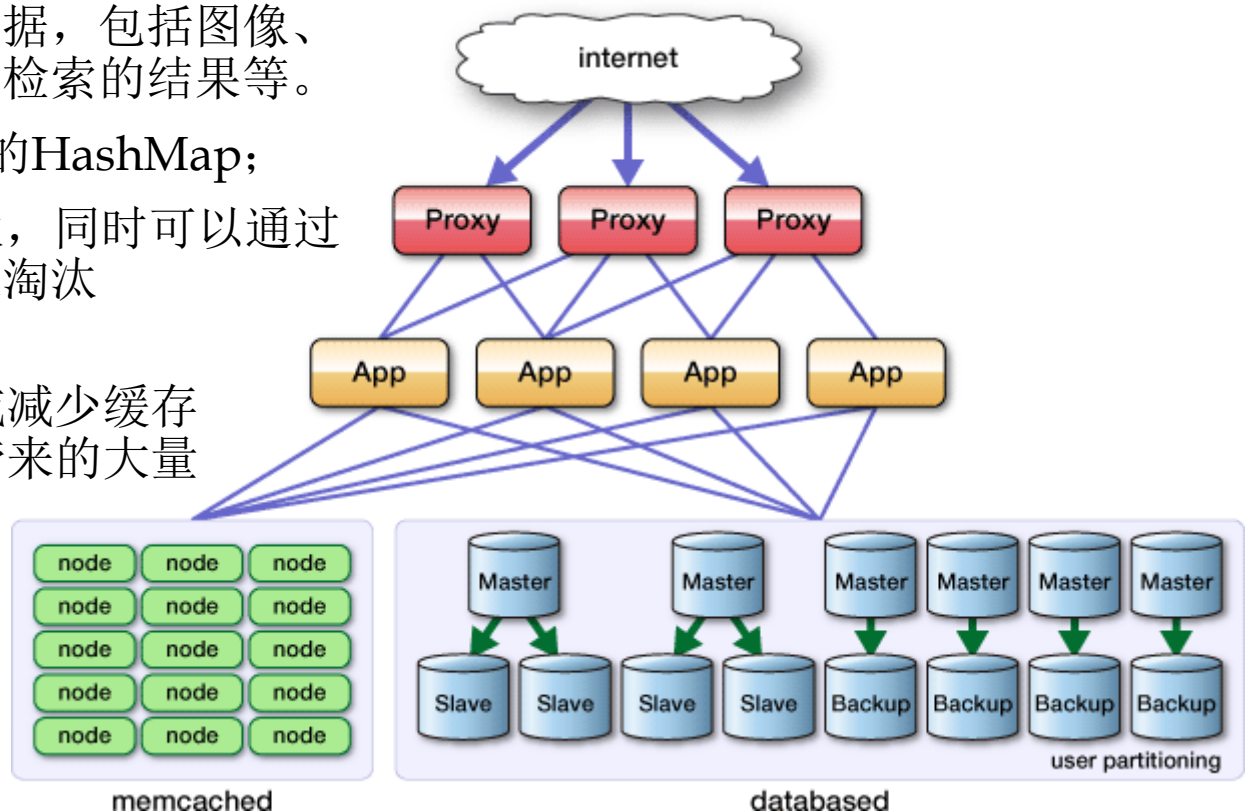 据，包括图像、
检索的结果等。
的HashMap；
，同时可以通过
淘汰
减少缓存
来的大量
internet
Proxy Proxy Proxy
App App App App
node node node
node node node
node node node
node node node
node node node
memcached
Master Master Master Master Master Master
Slave Slave Slave Slave Backup Backup Backup Backup
user partitioning
databased